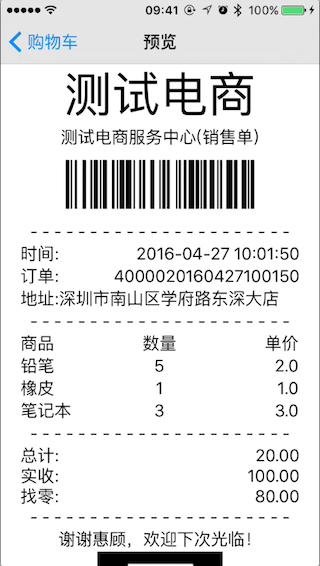 09:41 100%
购物车 预览
测试电商
测试电商服务中心(销售单)
时间: 2016-04-27 10:01:50
订单: 4000020160427100150
地址:深圳市南山区学府路东深大店
商品 数量 单价
铅笔 5 2.0
橡皮 1 1.0
笔记本 3 3.0
总计: 20.00
实收: 100.00
找零: 80.00
谢谢惠顾，欢迎下次光临！